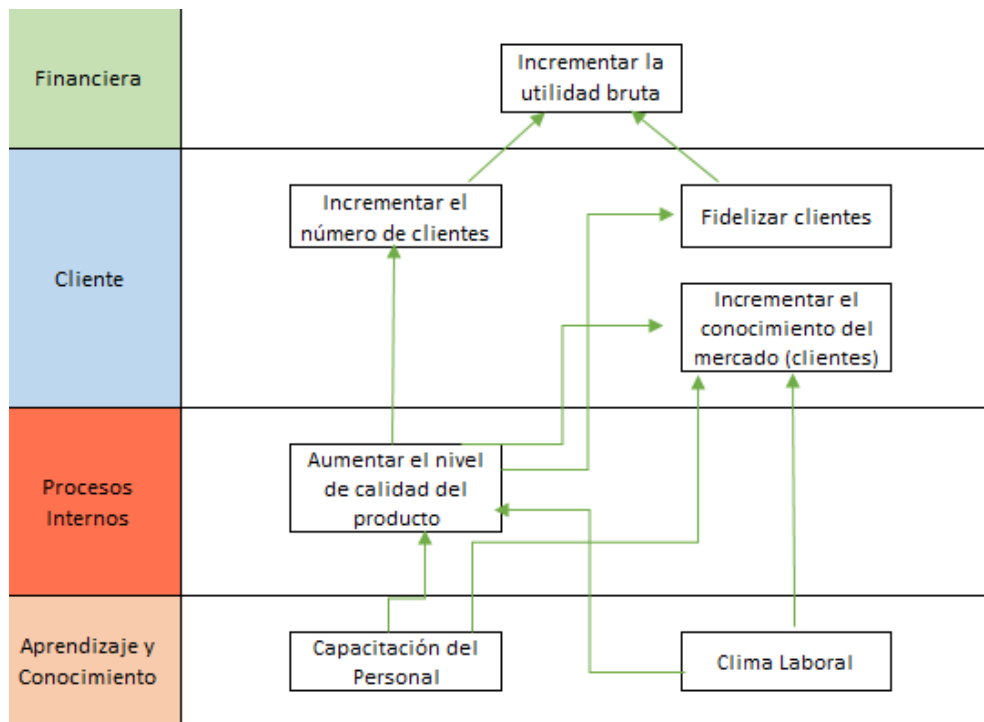 Financiera
Incrementar la
utilidad bruta
Cliente
Incrementar el
número de clientes
Fidelizar clientes
Incrementar el
conocimiento del
mercado (clientes)
Procesos
Internos
Aumentar el nivel
de calidad del
producto
Aprendizaje y
Conocimiento
Capacitación del
Personal
Clima Laboral